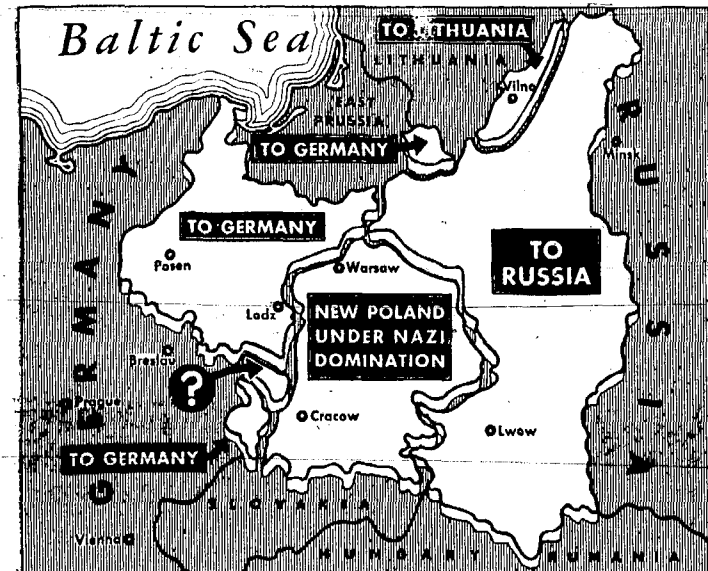 Baltic Sea
TO LITHUANIA
LITHUANIA
Vilna
EAST
PRUSSIA
TO GERMANY
Minsk
RUSSIA
GERMANY
TO GERMANY
Posen
Warsaw
TO
RUSSIA
Lodz
NEW POLAND
UNDER NAZI
DOMINATION
Breslau
?
Prague
Cracow
Lwow
TO GERMANY
SLOVAKIA
Vienna
HUNGARY
RUMANIA